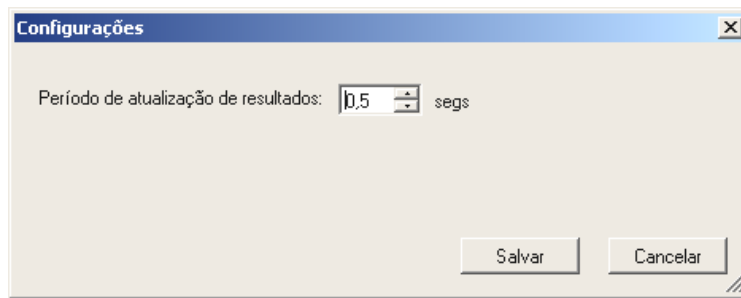 Configurações
Período de atualização de resultados: 0,5 segs
Salvar Cancelar